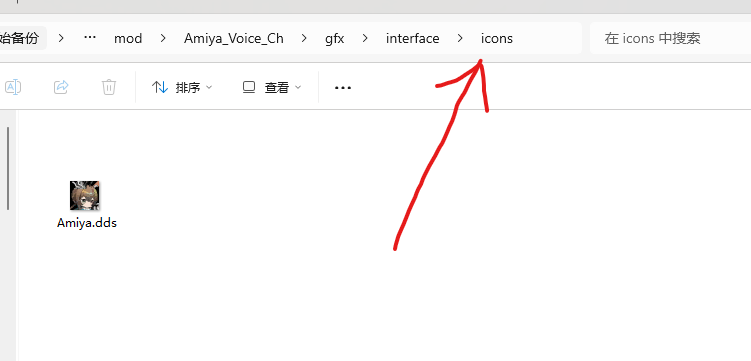 始备份 > ··· mod > Amiya_Voice_Ch > gfx > interface > icons 在 icons 中搜索
排序 查看 ···
Amiya.dds